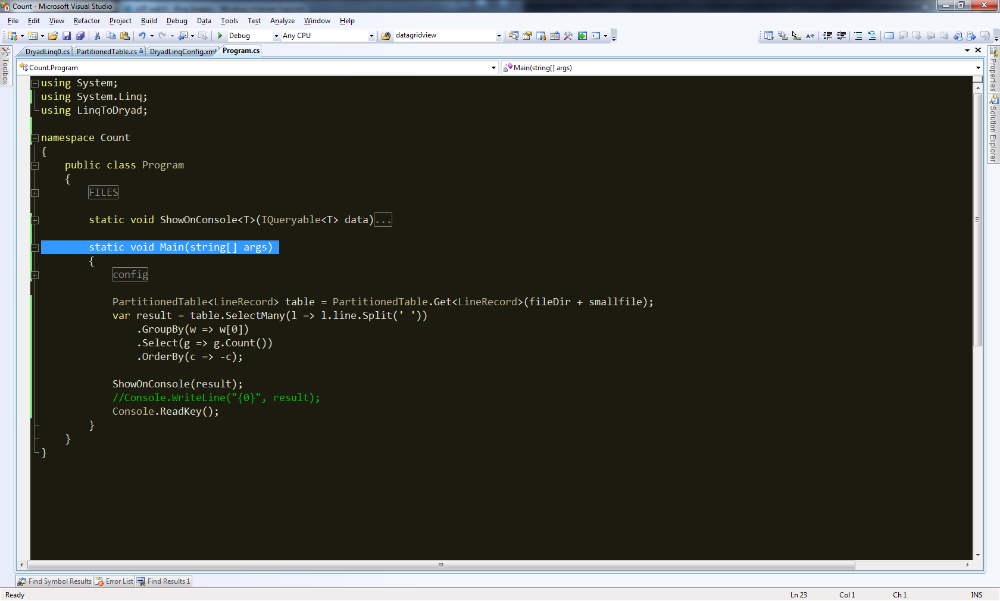 Count - Microsoft Visual Studio
File Edit View Refactor Project Build Debug Data Tools Test Analyze Window Help
Debug Any CPU datagridview
DryadLinq0.cs PartitionedTable.cs DryadLinqConfig.xml Program.cs
Toolbox
Count.Program Main(string[] args)
Properties
Solution Explorer
using System;
using System.Linq;
using LinqToDryad;
namespace Count
{
public class Program
{
FILES
static void ShowOnConsole<T>(IQueryable<T> data)...
static void Main(string[] args)
{
config
PartitionedTable<LineRecord> table = PartitionedTable.Get<LineRecord>(fileDir + smallfile);
var result = table.SelectMany(l => l.line.Split(' '))
.GroupBy(w => w[0])
.Select(g => g.Count())
.OrderBy(c => -c);
ShowOnConsole(result);
//Console.WriteLine("{0}", result);
Console.ReadKey();
}
}
}
Find Symbol Results Error List Find Results 1
Ready Ln 23 Col 1 Ch 1 INS